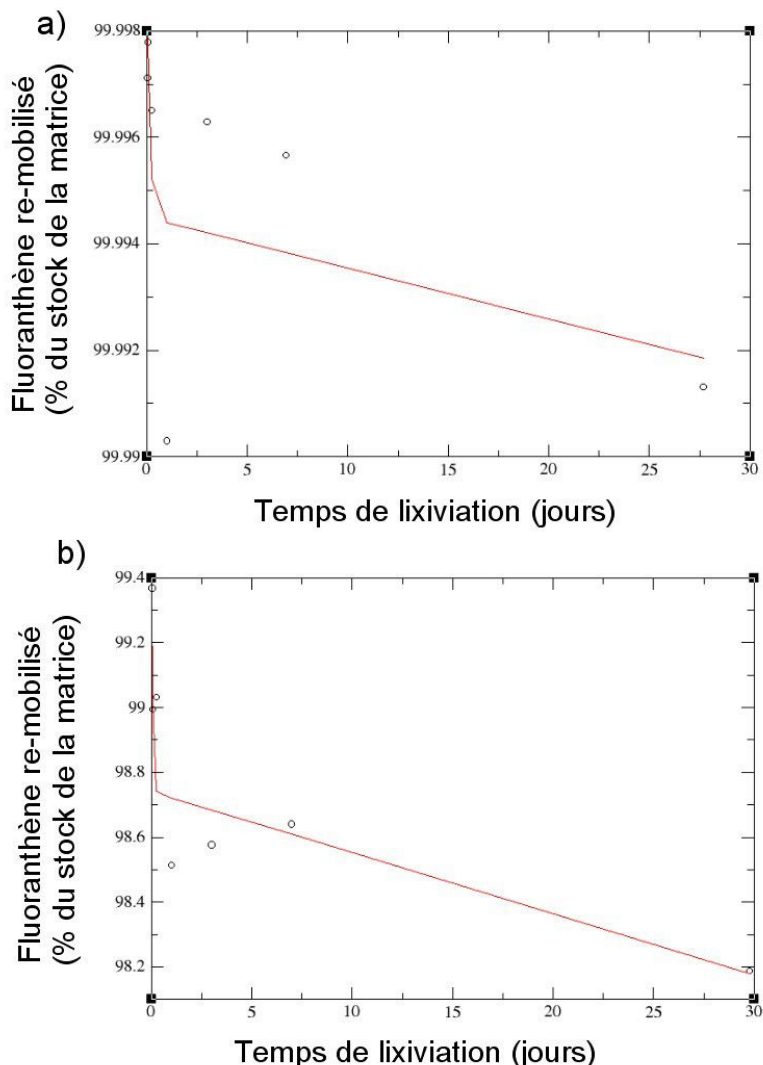 a)
Fluoranthène re-mobilisé
(% du stock de la matrice)
99.998
99.996
99.994
99.992
99.99
0 5 10 15 20 25 30
Temps de lixiviation (jours)
b)
Fluoranthène re-mobilisé
(% du stock de la matrice)
99.4
99.2
99
98.8
98.6
98.4
98.2
0 5 10 15 20 25 30
Temps de lixiviation (jours)